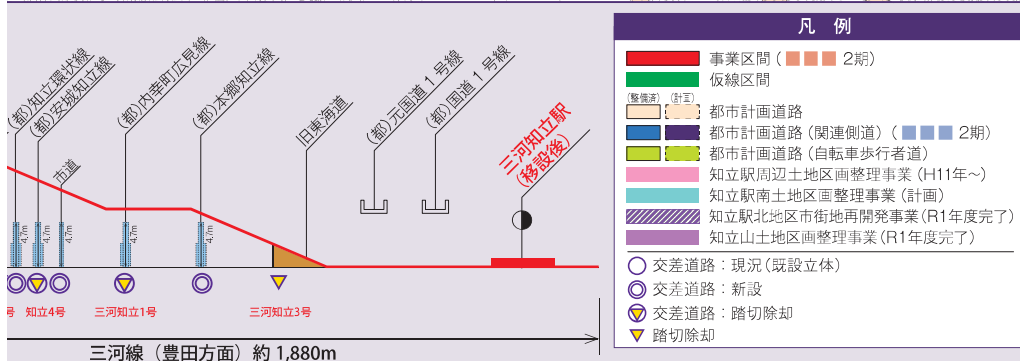 (都)知立環状線
(都)安城知立線
市道
(都)内幸町広見線
(都)本郷知立線
旧東海道
(都)元国道1号線
(都)国道1号線
三河知立駅
(移設後)
4.7m
4.7m
4.7m
4.7m
4.7m
号
知立4号
三河知立1号
三河知立3号
三河線（豊田方面）約 1,880m
凡 例
事業区間 ( 2期)
仮線区間
(整備済) (計画)
都市計画道路
都市計画道路 (関連側道) ( 2期)
都市計画道路 (自転車歩行者道)
知立駅周辺土地区画整理事業 (H11年～)
知立駅南土地区画整理事業 (計画)
知立駅北地区市街地再開発事業 (R1年度完了)
知立山土地区画整理事業 (R1年度完了)
交差道路：現況 (既設立体)
交差道路：新設
交差道路：踏切除却
踏切除却